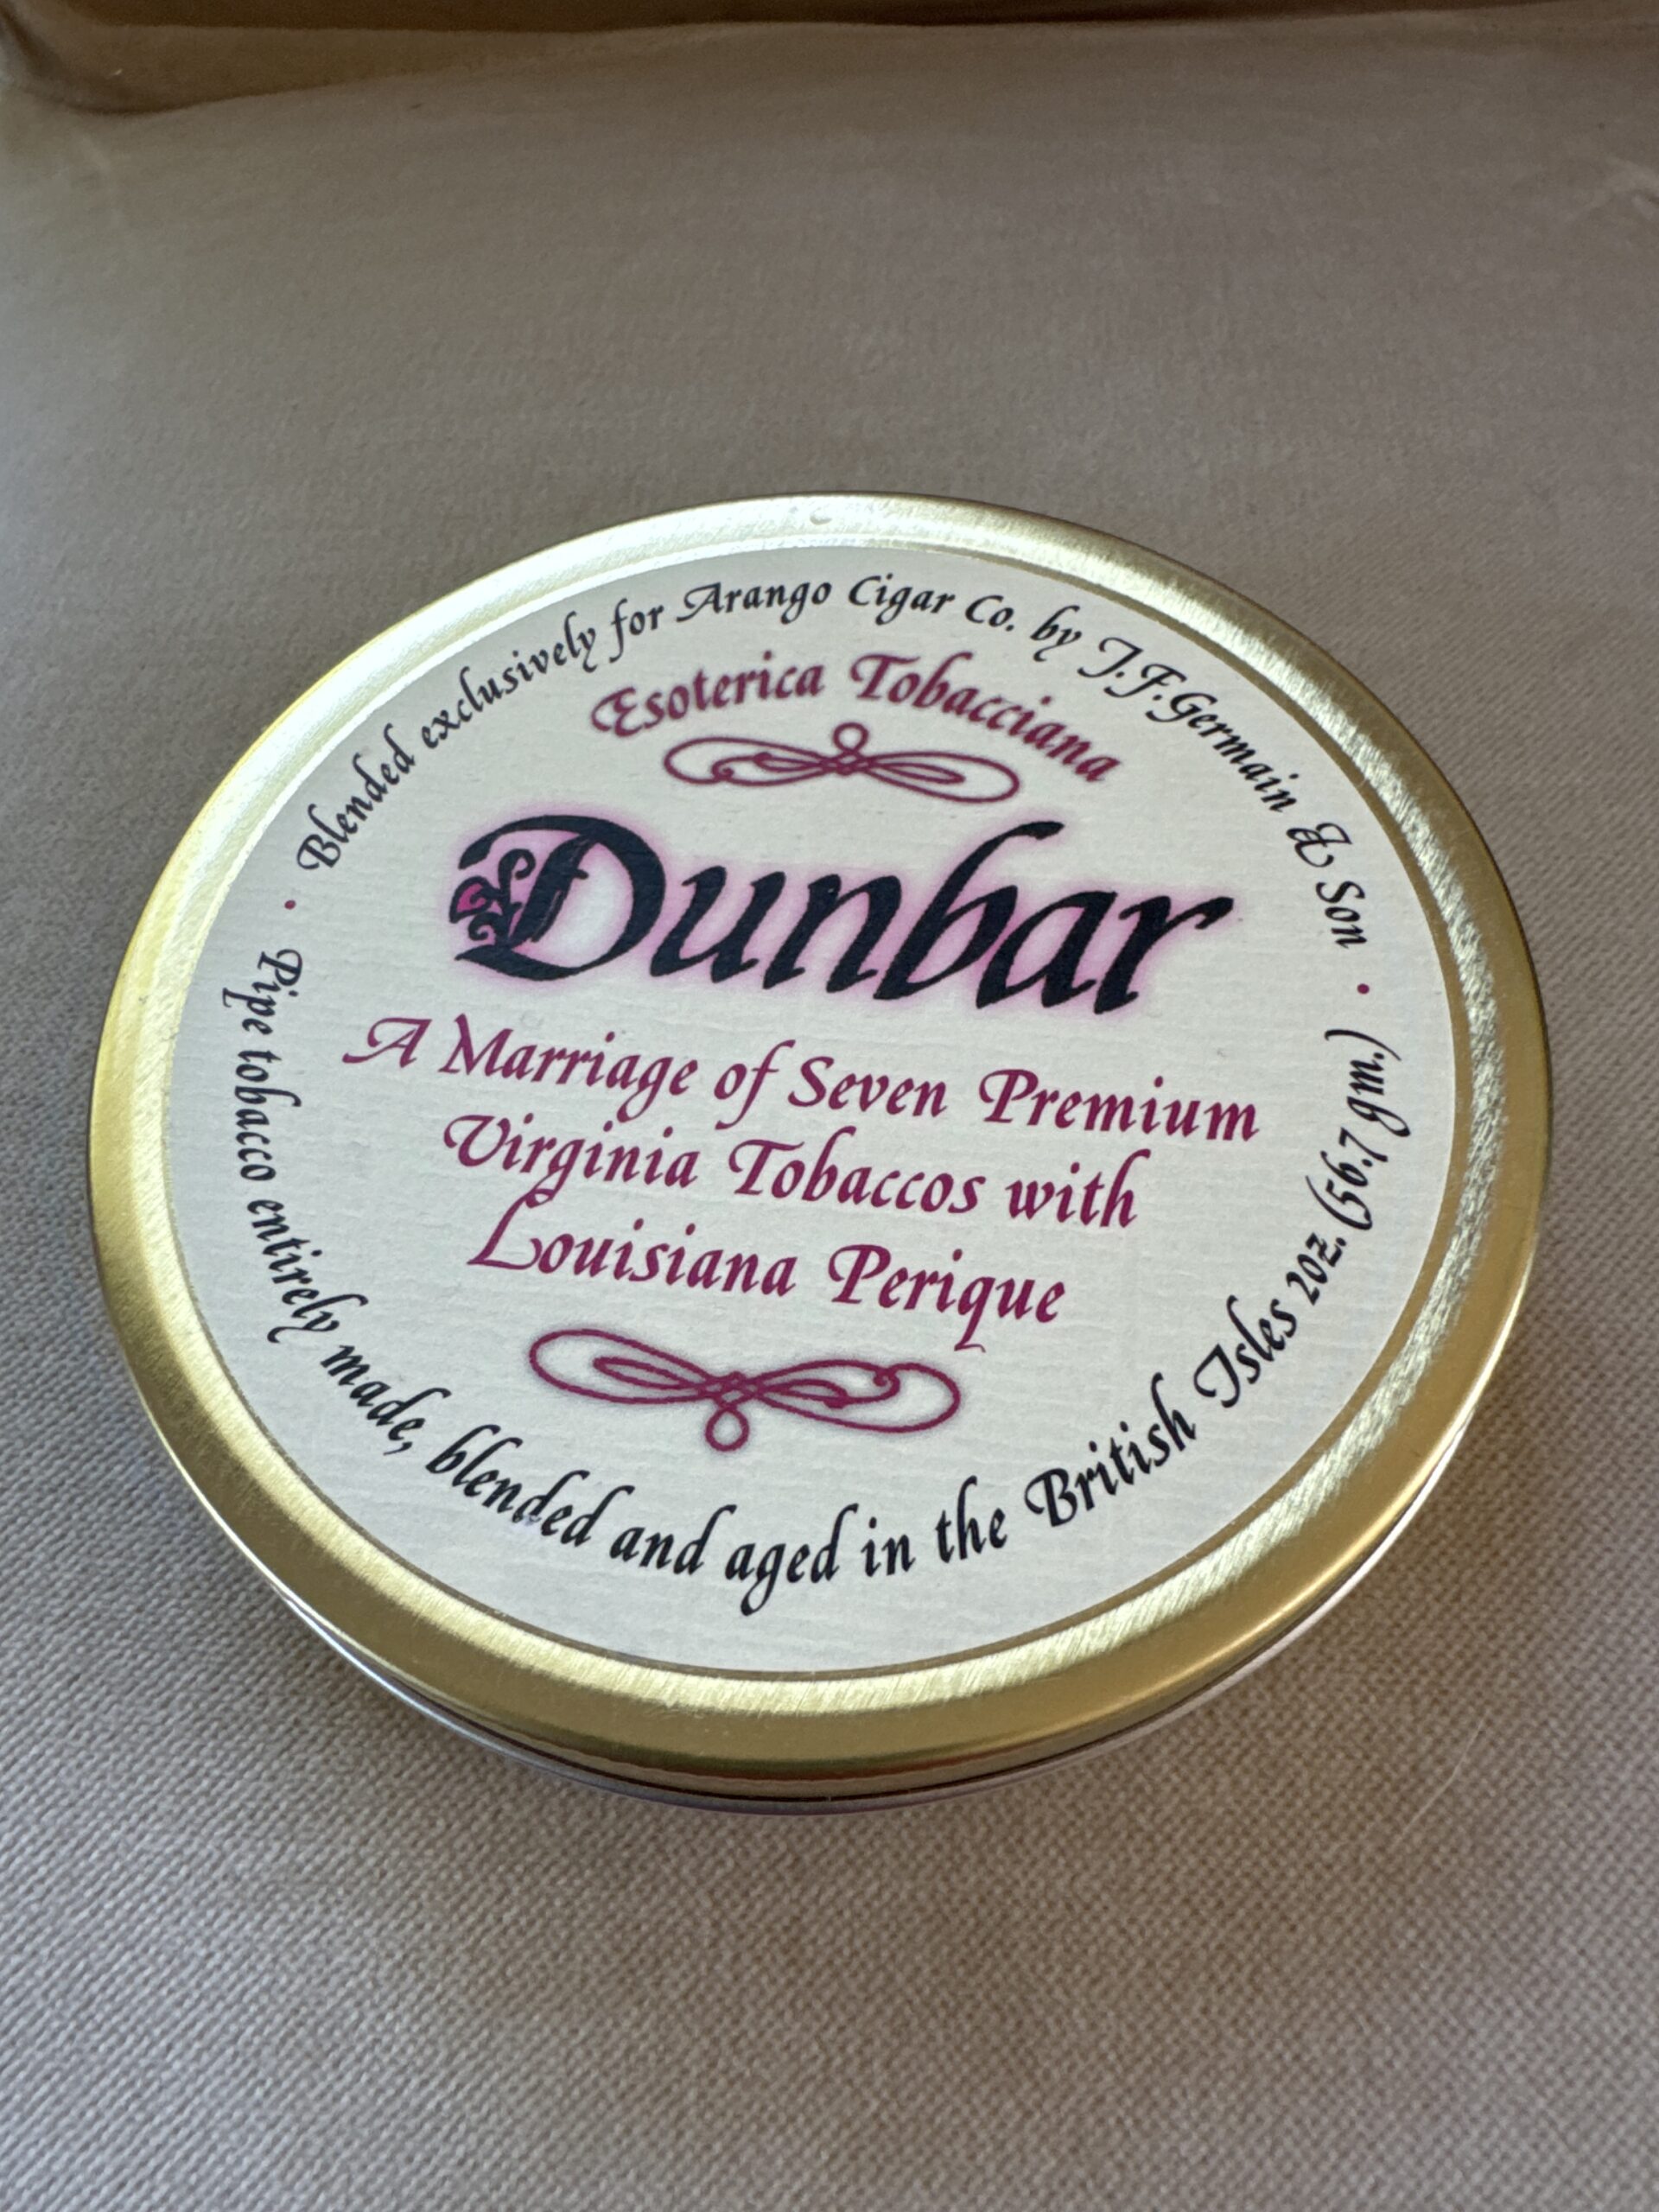 Blended exclusively for Arango Cigar Co. by J.F.Germain & Son
Esoterica Tobacciana
Dunbar
A Marriage of Seven Premium
Virginia Tobaccos with
Louisiana Perique
Pipe tobacco entirely made, blended and aged in the British Isles 2oz. (56.7 gm.)